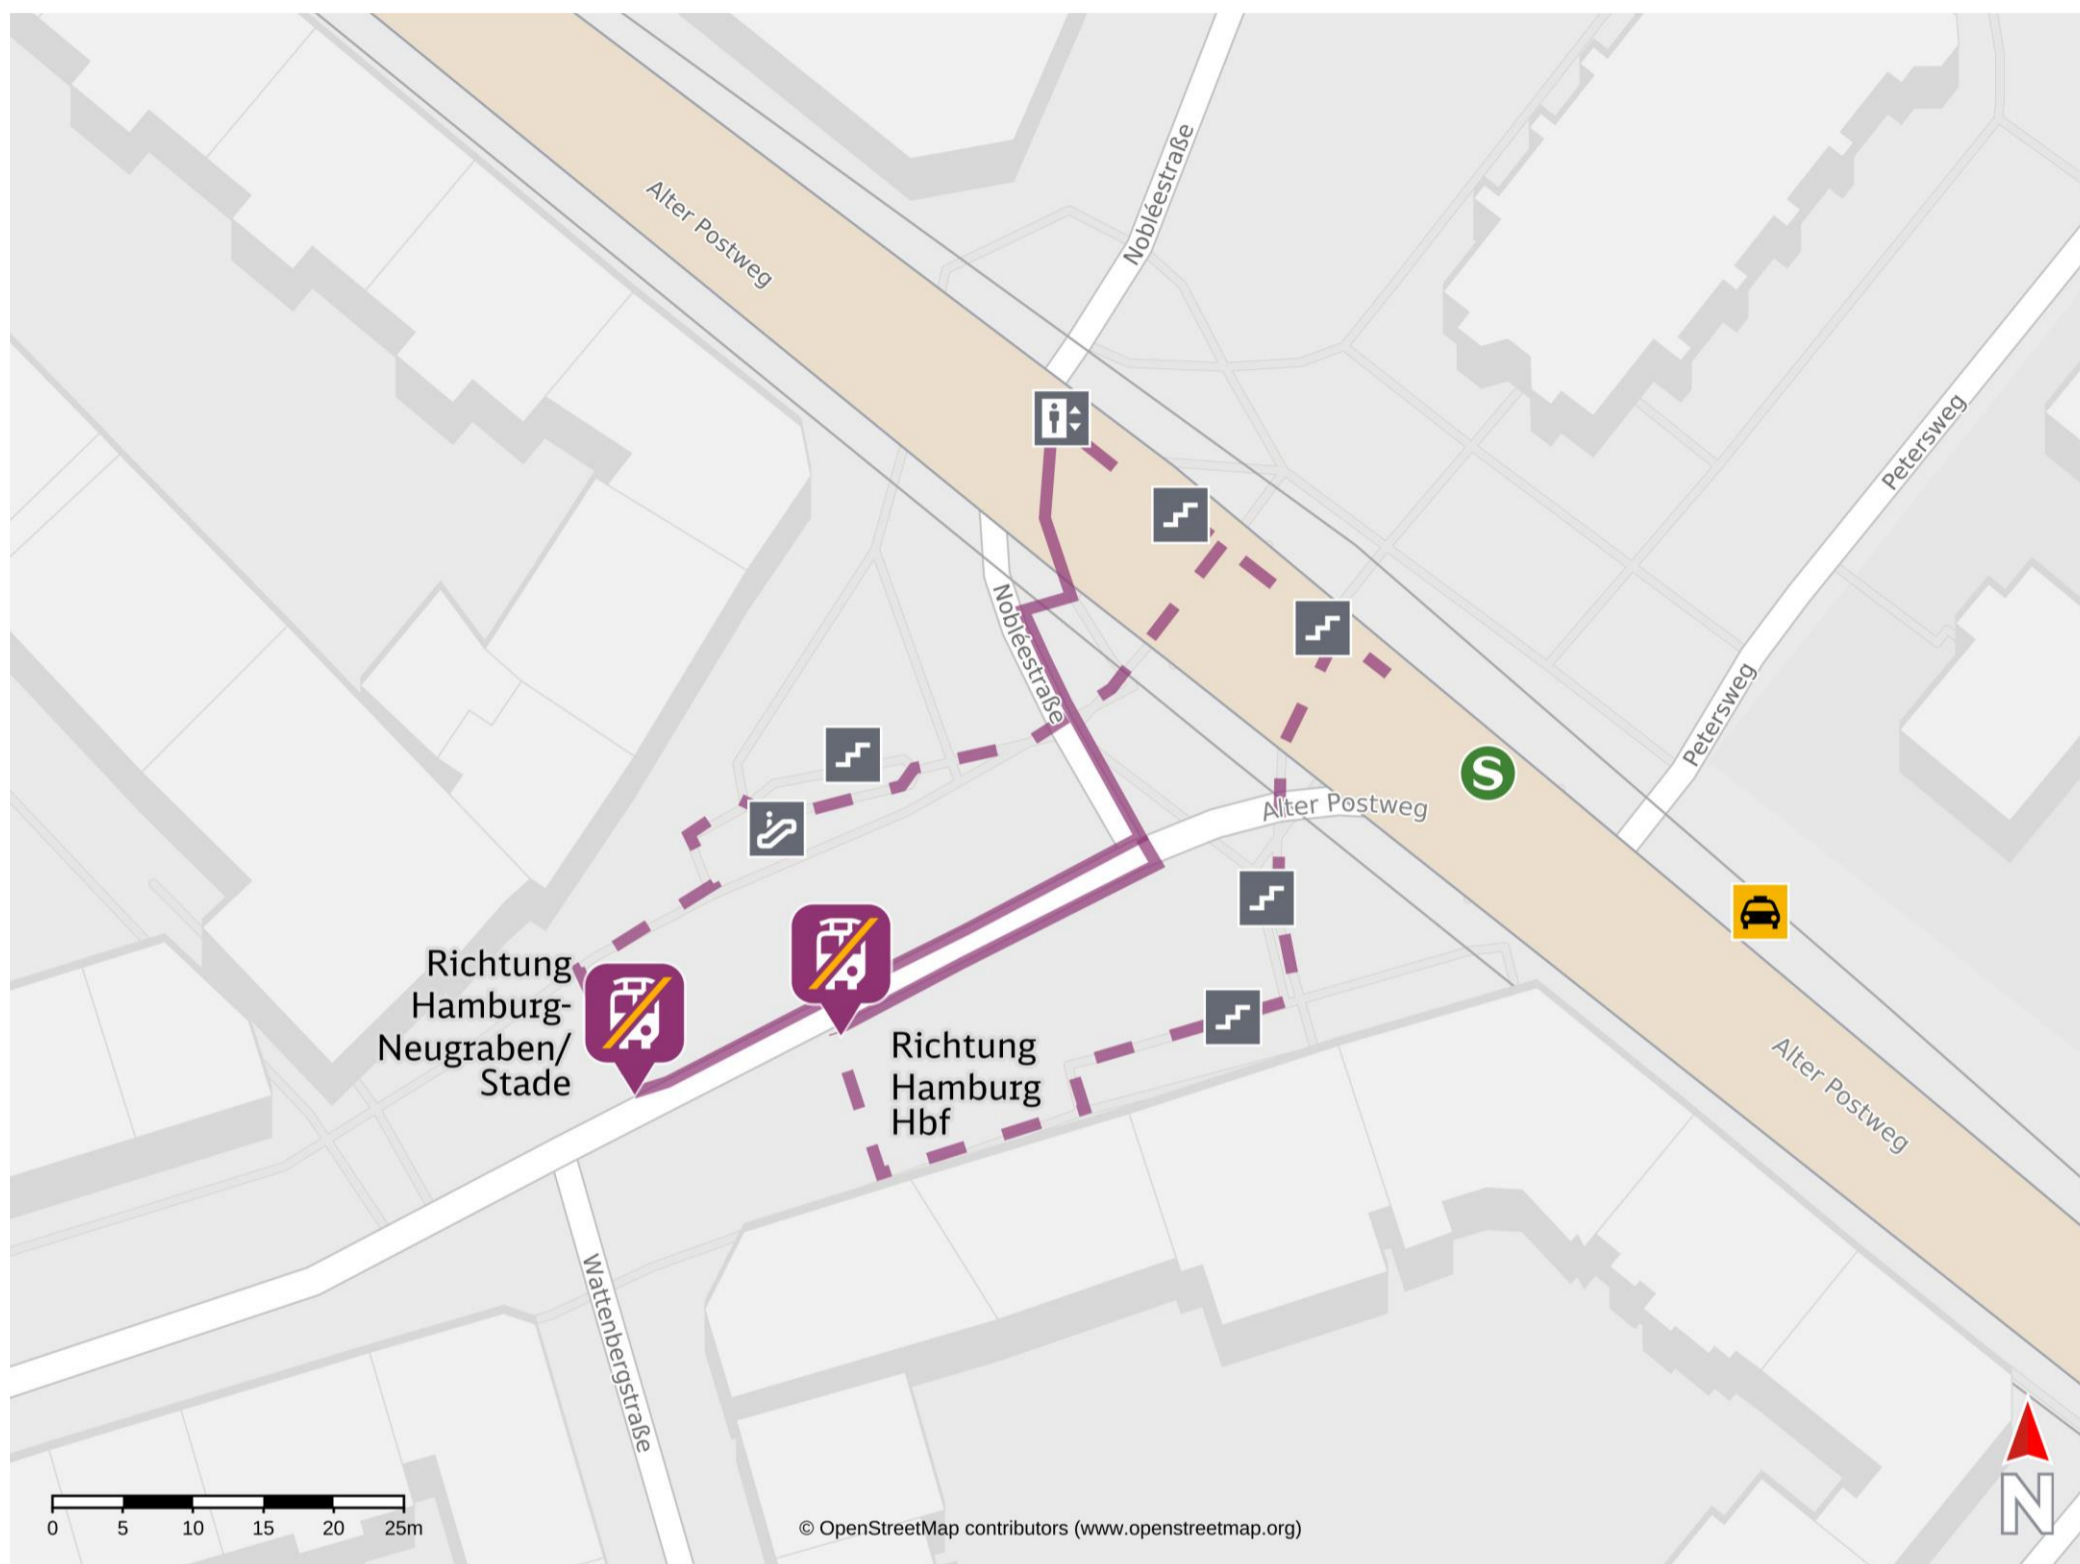 Nobléestraße
Alter Postweg
Petersweg
Nobléestraße
Petersweg
S
Alter Postweg
Richtung
Hamburg-
Neugraben/
Stade
Richtung
Hamburg
Hbf
Alter Postweg
Wattenbergstraße
0 5 10 15 20 25m
© OpenStreetMap contributors (www.openstreetmap.org)
N